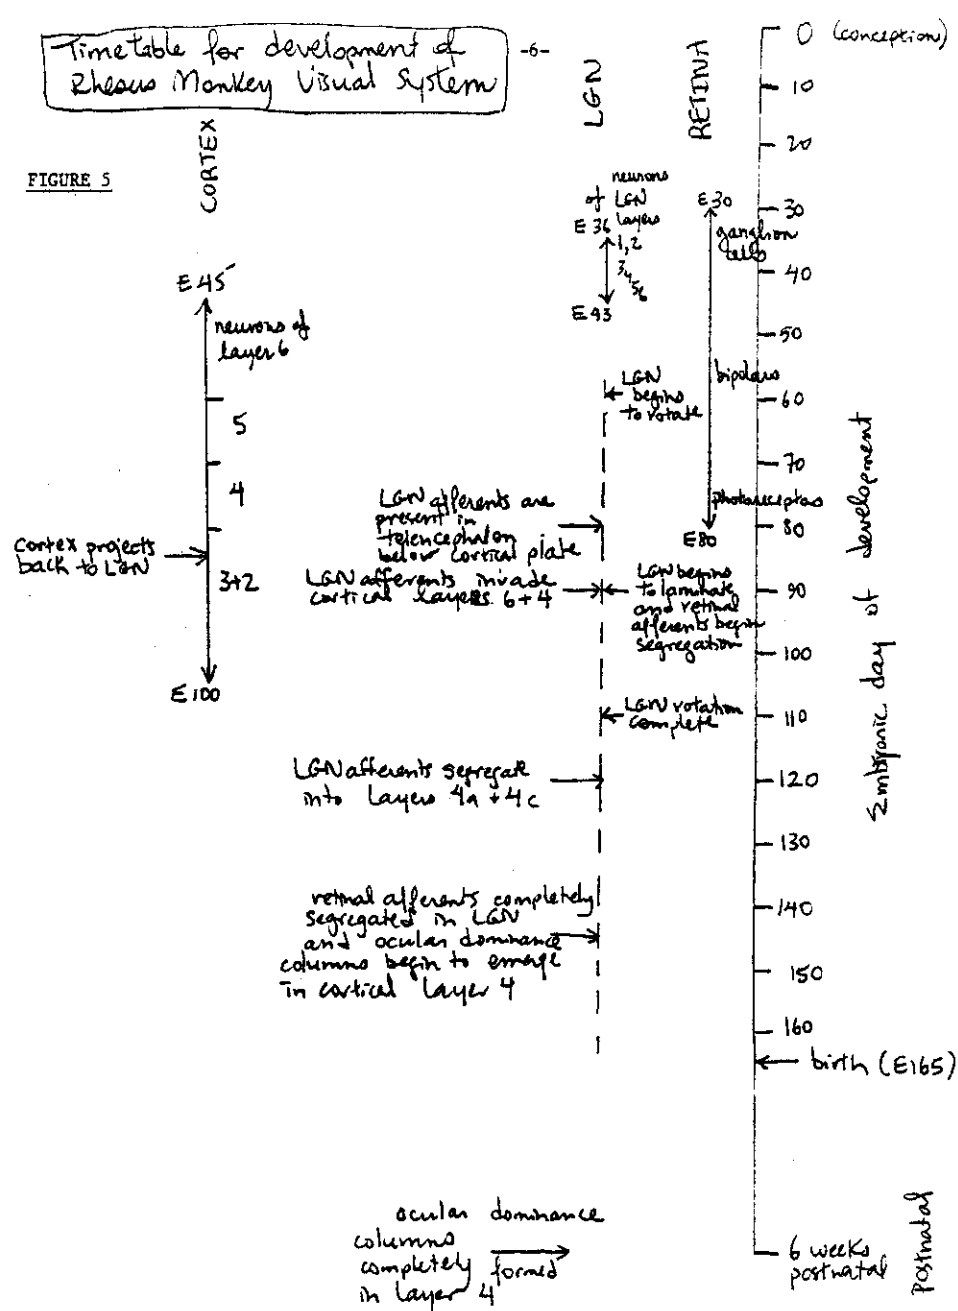 Timetable for development of
Rhesus Monkey Visual System
-6-
FIGURE 5
CORTEX
LGN
RETINA
0 (conception)
10
20
30
40
50
60
70
80
90
100
110
120
130
140
150
160
birth (E165)
6 weeks
postnatal
Embryonic day of development
Postnatal
E45
neurons of
layer 6
5
4
3+2
E100
cortex projects
back to LGN
neurons
of LGN
layers
E36
1,2
3456
E43
E30
ganglion
cells
bipolars
photoreceptors
E80
LGN
begins
to rotate
LGN afferents are
present in
telencephalon
below cortical plate
LGN afferents invade
cortical layers 6+4
LGN begins
to laminate
and retinal
afferents begin
segregation
LGN rotation
complete
LGN afferents segregate
into Layers 4a + 4c
retinal afferents completely
segregated in LGN
and ocular dominance
columns begin to emerge
in cortical Layer 4
ocular dominance
columns
completely formed
in layer 4